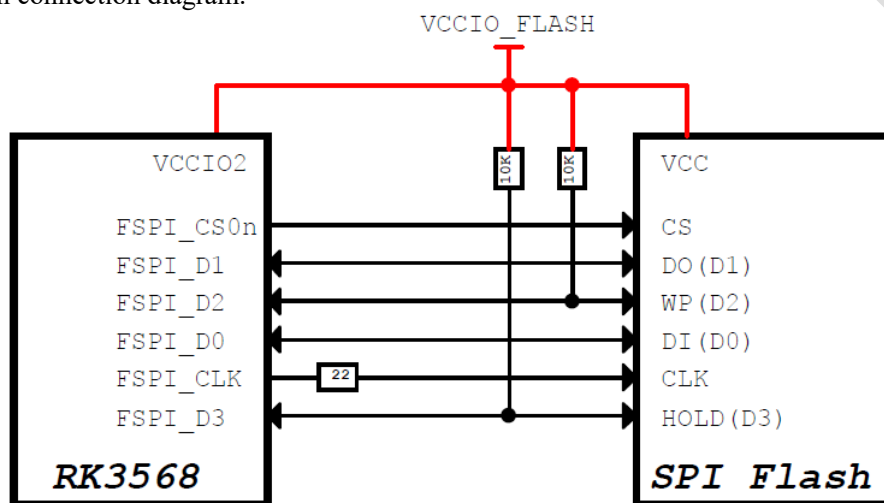 connection diagram.
VCCIO_FLASH
VCCIO2
10K
10K
VCC
FSPI_CS0n
CS
FSPI_D1
DO(D1)
FSPI_D2
WP(D2)
FSPI_D0
DI(D0)
FSPI_CLK
22
CLK
FSPI_D3
HOLD(D3)
RK3568
SPI Flash